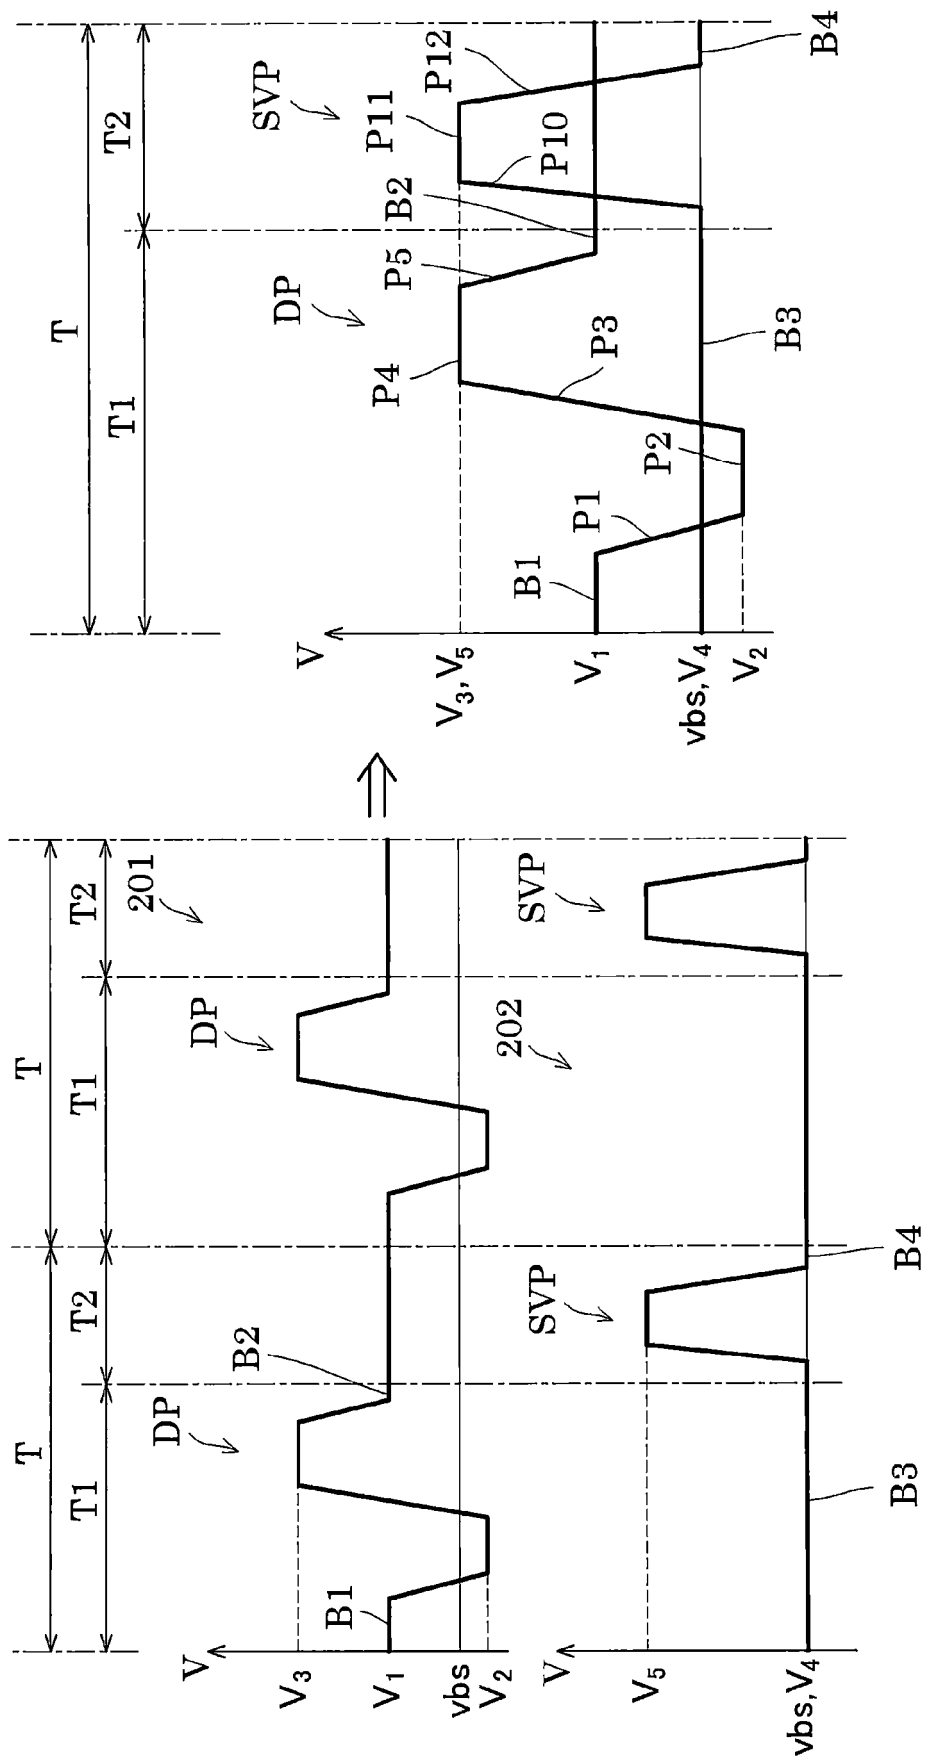 T
T
T1
T2
T1
T2
DP
DP
201
B1
B2
V
V3
V1
vbs
V2
SVP
SVP
202
V
V5
vbs, V4
B3
B4
T
T1
T2
DP
SVP
V
V3, V5
V1
vbs, V4
V2
B1
P1
P2
P3
P4
P5
B2
P10
P11
P12
B3
B4